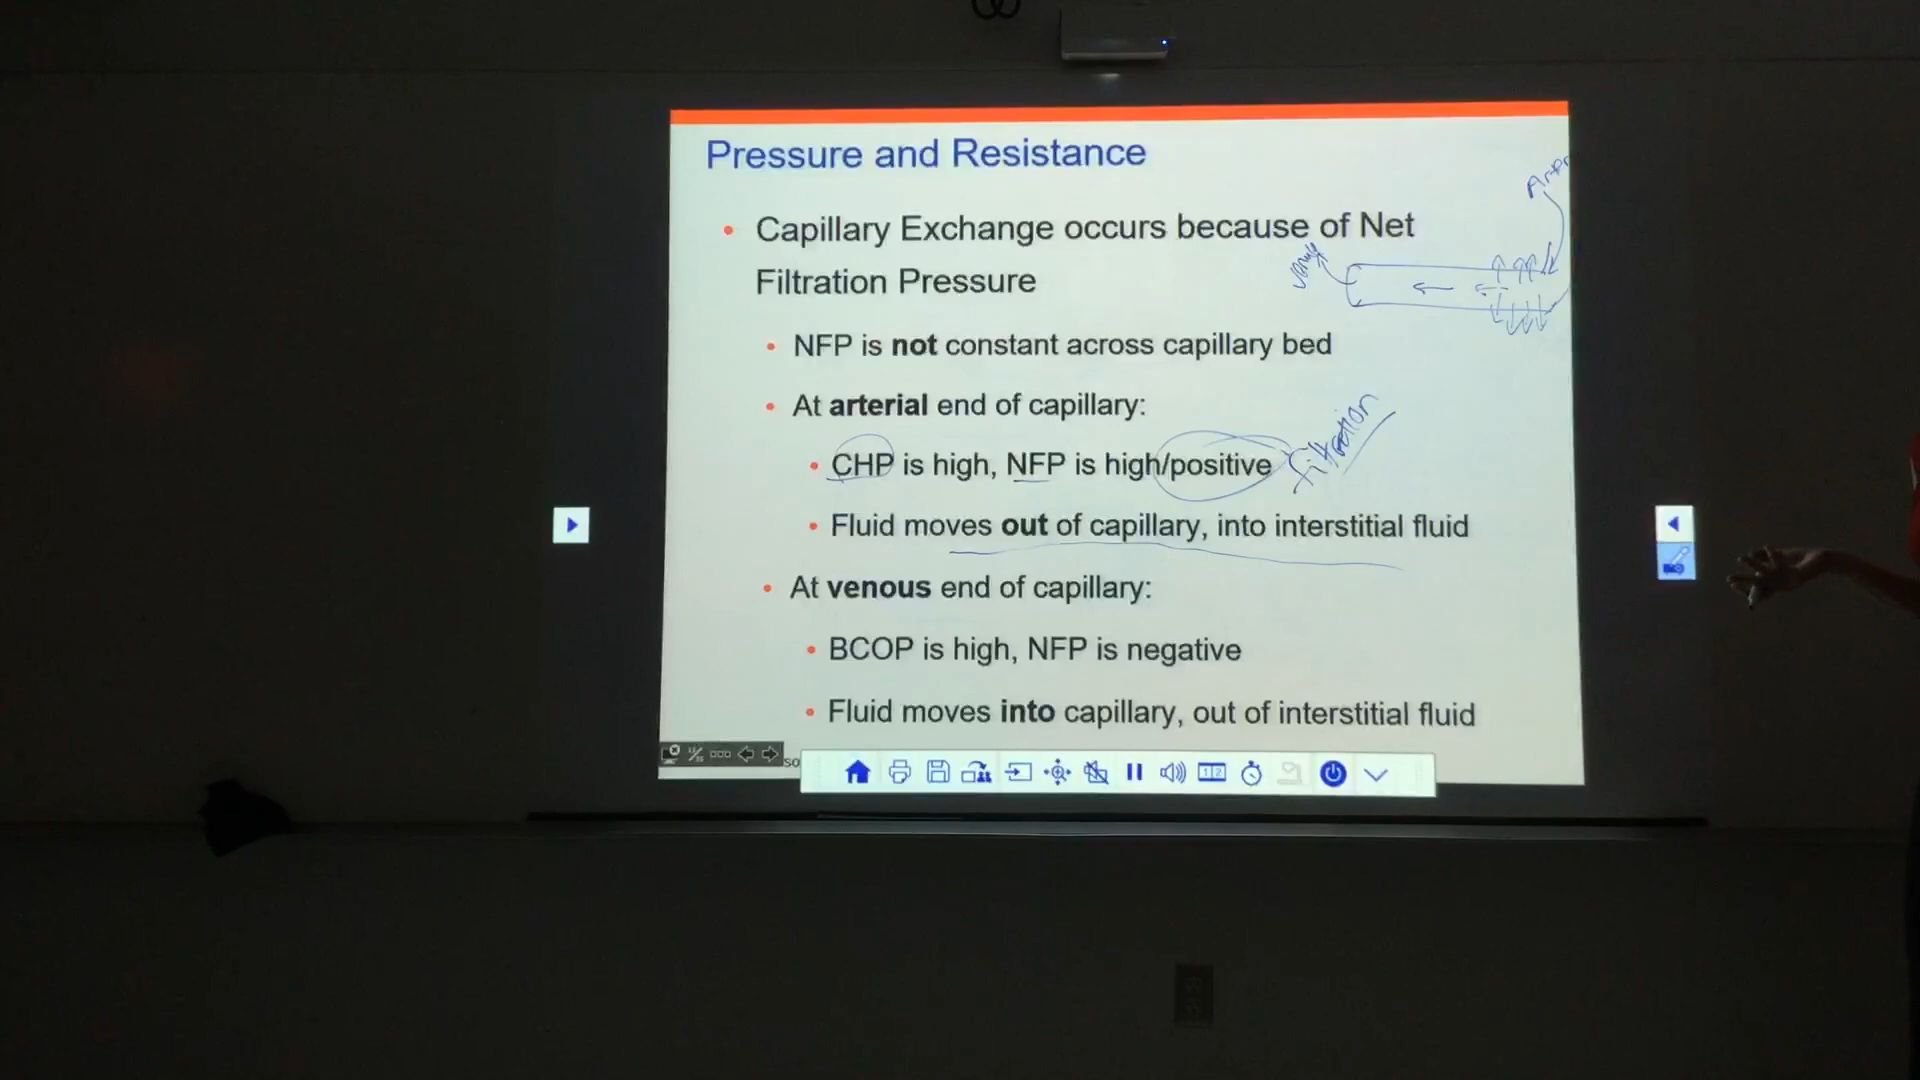 Pressure and Resistance
• Capillary Exchange occurs because of Net
Filtration Pressure
• NFP is not constant across capillary bed
• At arterial end of capillary:
• CHP is high, NFP is high/positive
Filtration
• Fluid moves out of capillary, into interstitial fluid
• At venous end of capillary:
• BCOP is high, NFP is negative
• Fluid moves into capillary, out of interstitial fluid
so